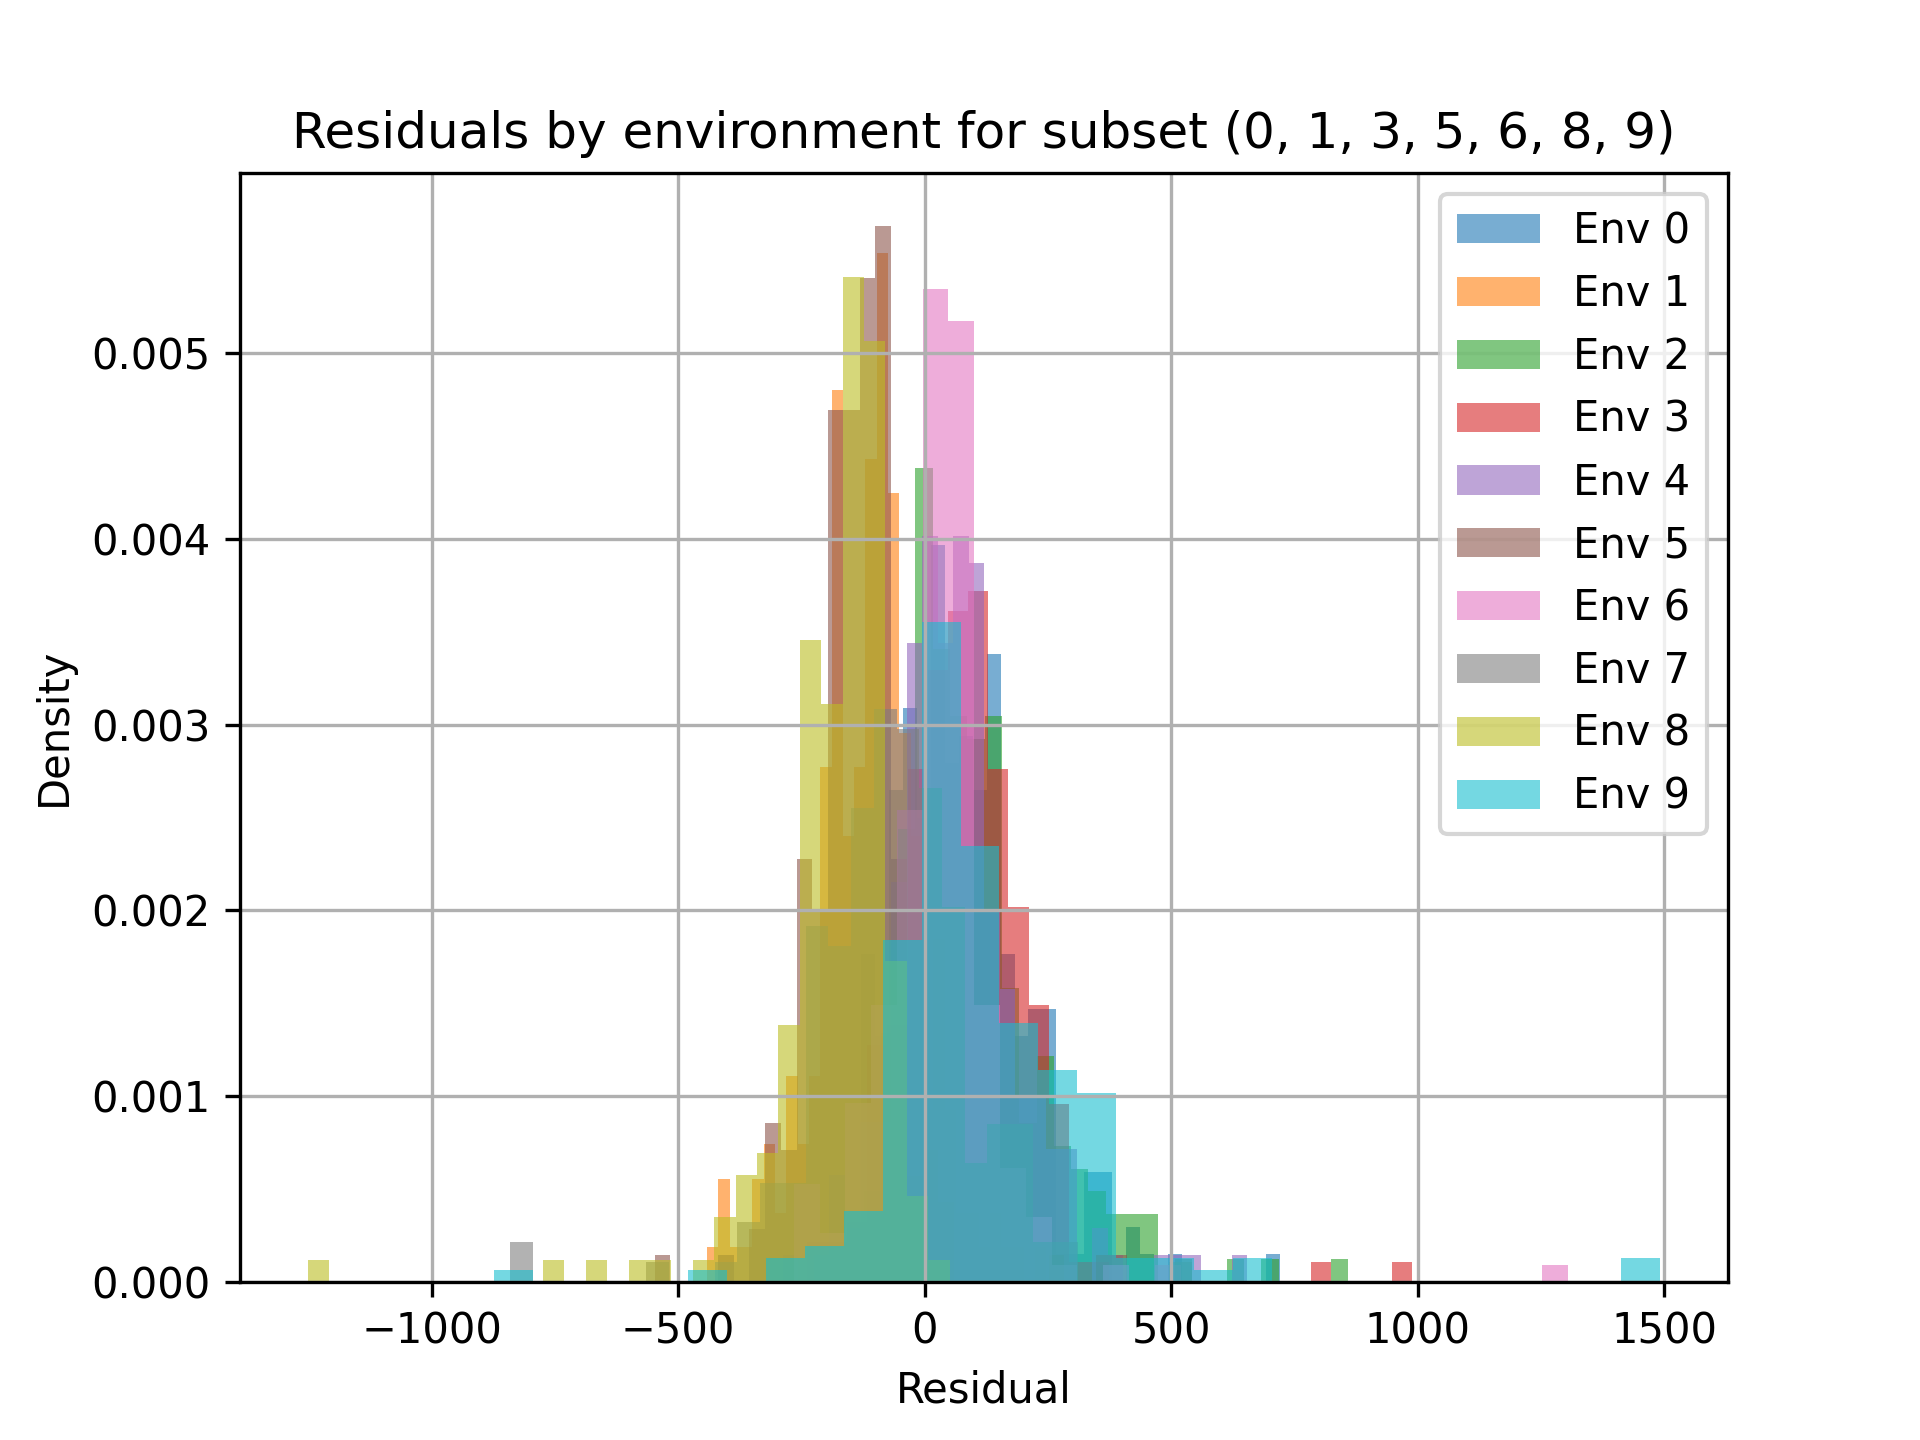 Residuals by environment for subset (0, 1, 3, 5, 6, 8, 9)
Env 0
Env 1
Env 2
Env 3
Env 4
Env 5
Env 6
Env 7
Env 8
Env 9
Density
0.005
0.004
0.003
0.002
0.001
0.000
−1000 −500 0 500 1000 1500
Residual